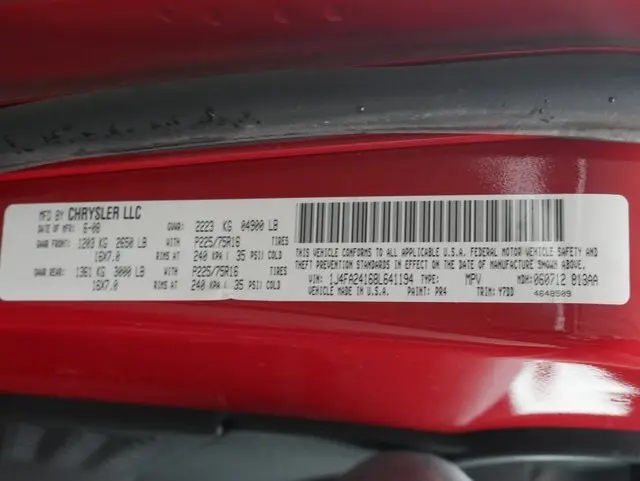 MFD BY CHRYSLER LLC
DATE OF MFR: 6-08 GVWR: 2223 KG 04900 LB
GAWR FRONT: 1203 KG 2650 LB WITH P225/75R16 TIRES
16X7.0 RIMS AT 240 KPA / 35 PSI/ COLD
GAWR REAR: 1361 KG 3000 LB WITH P225/75R16 TIRES
16X7.0 RIMS AT 240 KPA / 35 PSI/ COLD
THIS VEHICLE CONFORMS TO ALL APPLICABLE U.S.A. FEDERAL MOTOR VEHICLE SAFETY AND
THEFT PREVENTION STANDARDS IN EFFECT ON THE DATE OF MANUFACTURE SHOWN ABOVE.
VIN: 1J4FA24168L641194 TYPE: MPV MDH: 060712 813AA
VEHICLE MADE IN U.S.A. PAINT: PR4 TRIM: Y7DD 4648509